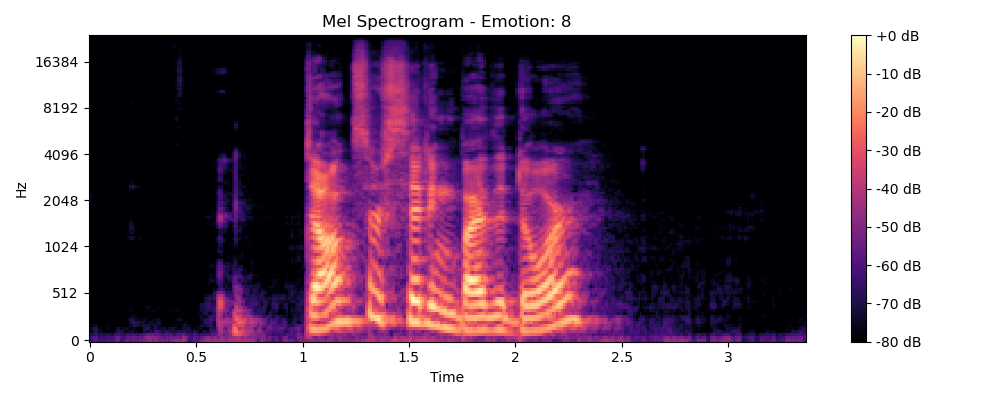 Mel Spectrogram - Emotion: 8
Hz
16384
8192
4096
2048
1024
512
0
0 0.5 1 1.5 2 2.5 3
Time
+0 dB
-10 dB
-20 dB
-30 dB
-40 dB
-50 dB
-60 dB
-70 dB
-80 dB